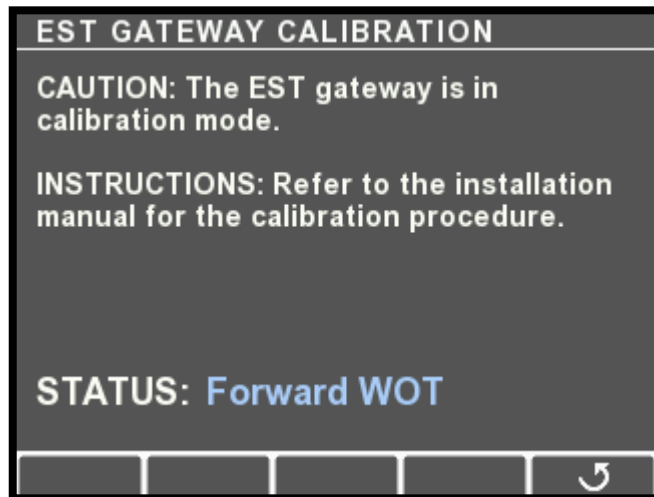 EST GATEWAY CALIBRATION
CAUTION: The EST gateway is in
calibration mode.
INSTRUCTIONS: Refer to the installation
manual for the calibration procedure.
STATUS: Forward WOT